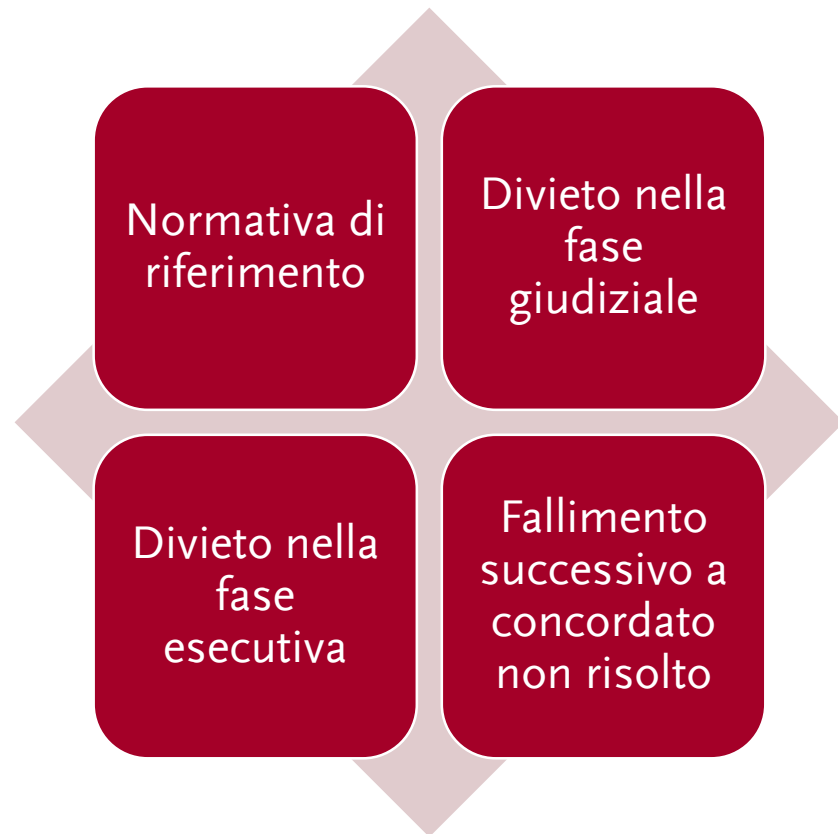 Normativa di
riferimento
Divieto nella
fase
giudiziale
Divieto nella
fase
esecutiva
Fallimento
successivo a
concordato
non risolto